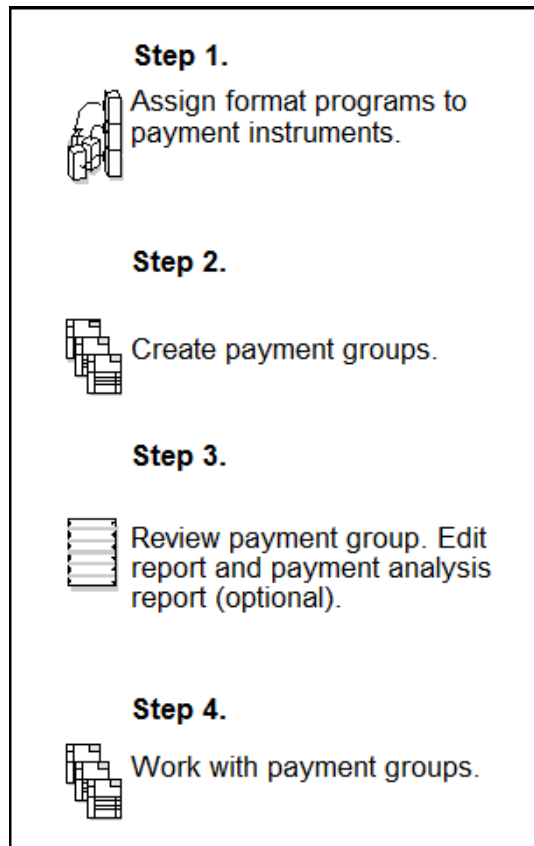 Step 1.
Assign format programs to
payment instruments.
Step 2.
Create payment groups.
Step 3.
Review payment group. Edit
report and payment analysis
report (optional).
Step 4.
Work with payment groups.